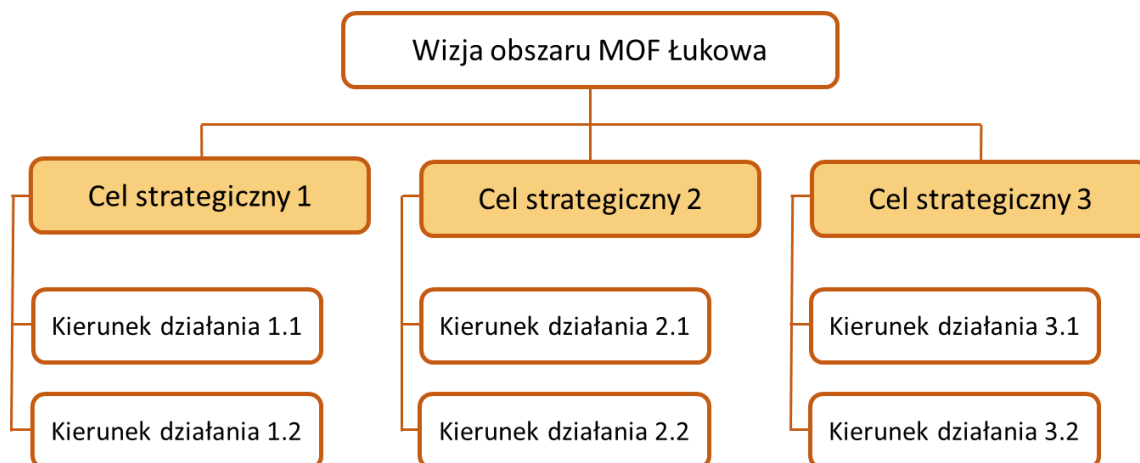 Wizja obszaru MOF Łukowa
Cel strategiczny 1
Cel strategiczny 2
Cel strategiczny 3
Kierunek działania 1.1
Kierunek działania 2.1
Kierunek działania 3.1
Kierunek działania 1.2
Kierunek działania 2.2
Kierunek działania 3.2